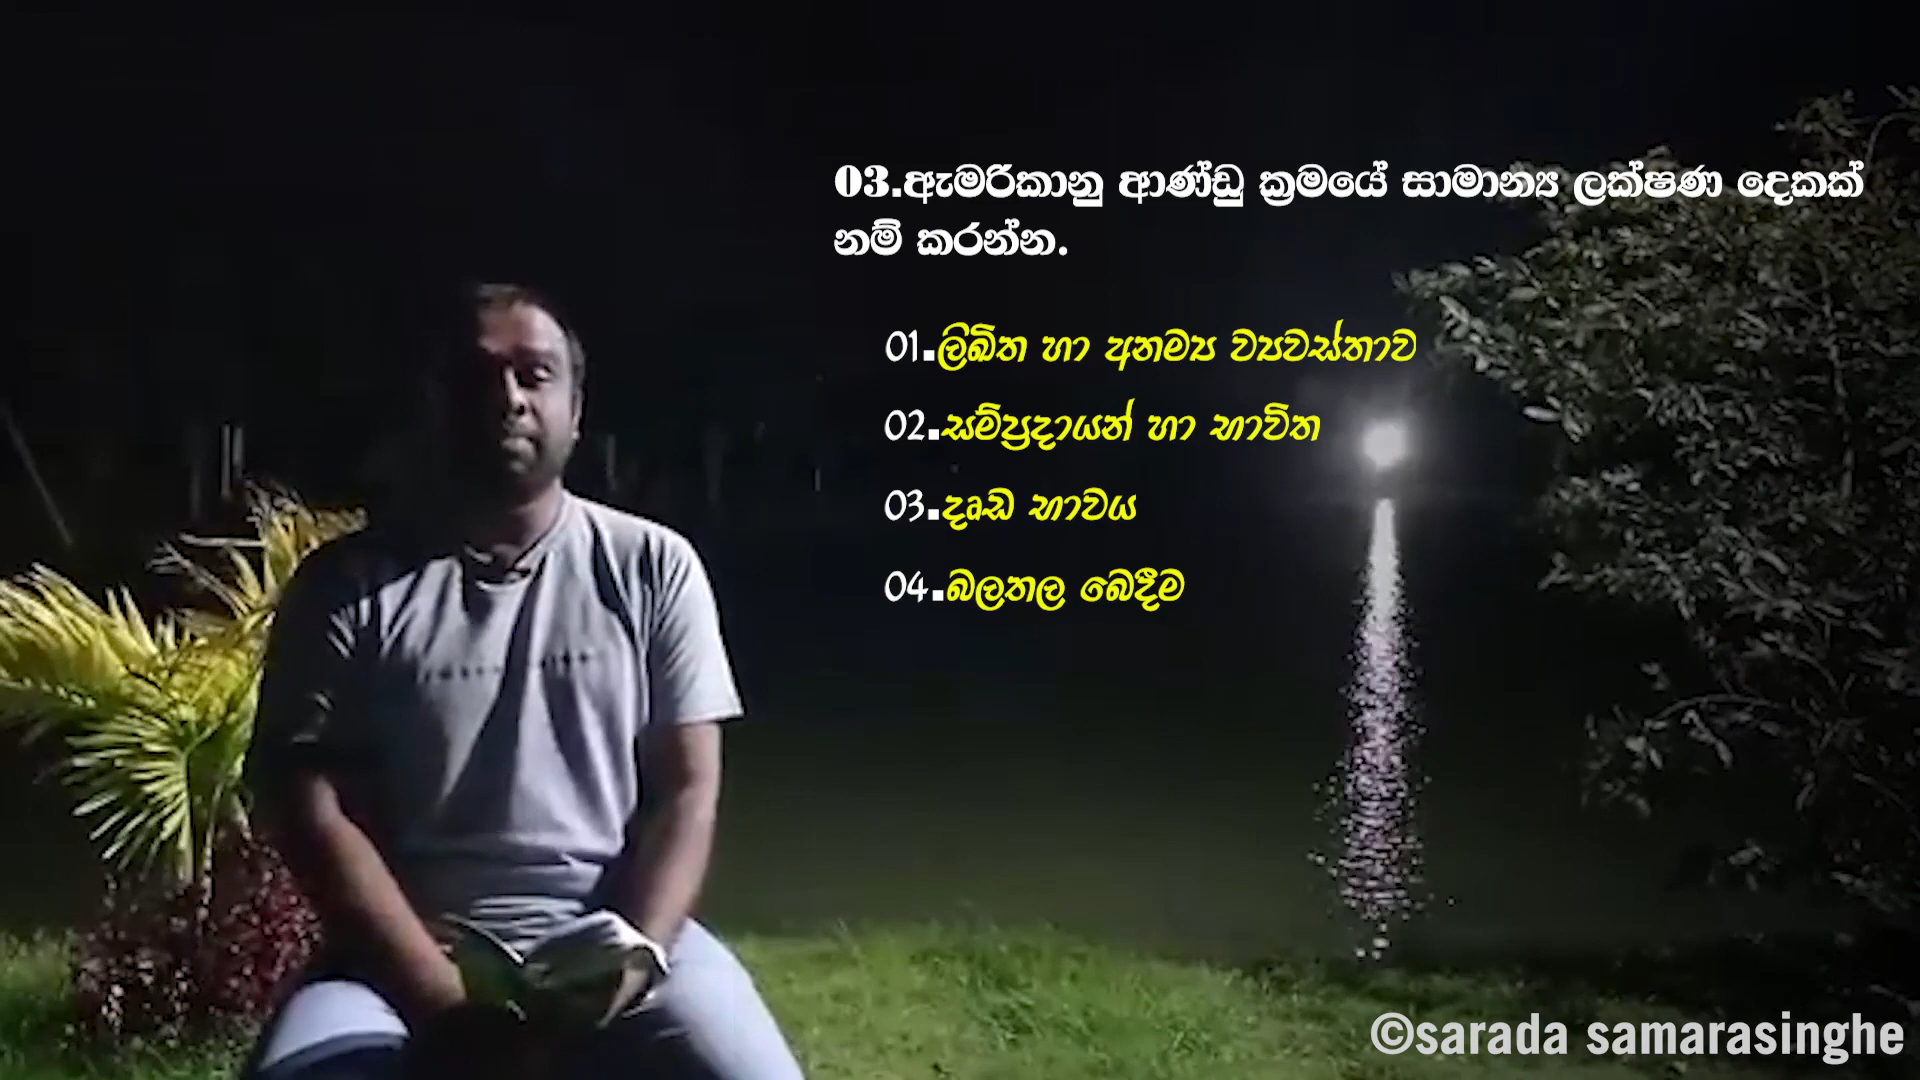 03.ඇමරිකානු ආණ්ඩු ක්‍රමයේ සාමාන්‍ය ලක්ෂණ දෙකක්
නම් කරන්න.
01.ලිඛිත හා අනම්‍ය ව්‍යවස්තාව
02.සම්ප්‍රදායන් හා භාවිත
03.දෘඩ භාවය
04.බලතල බෙදීම
©sarada samarasinghe